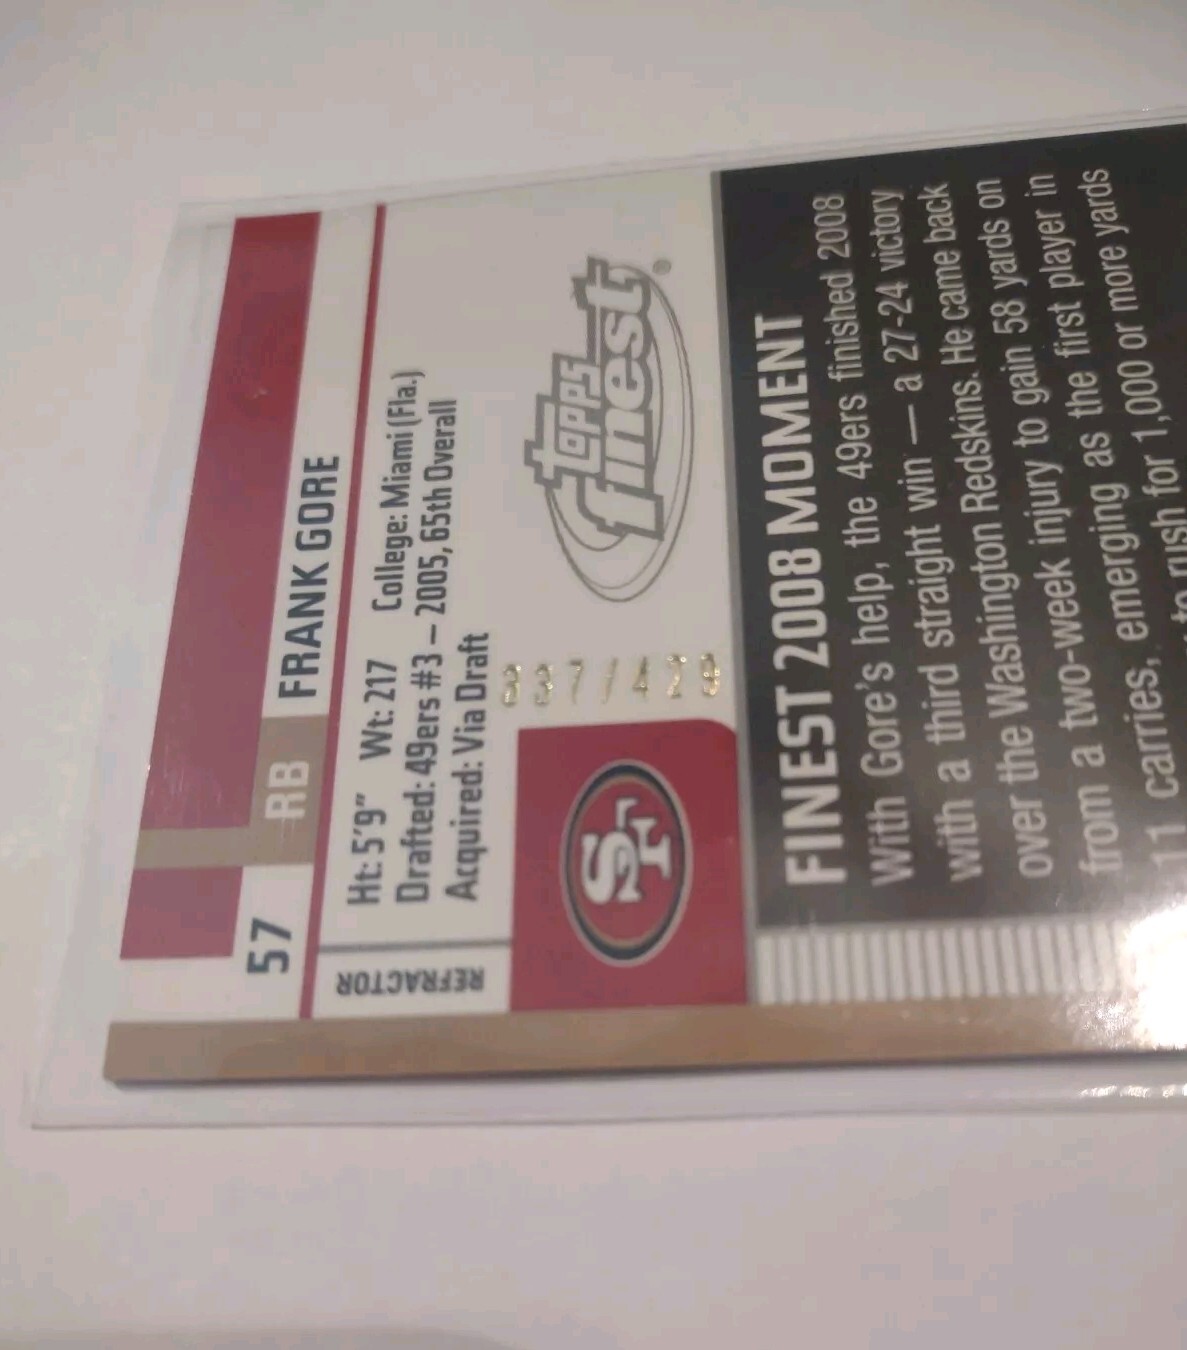 57 RB FRANK GORE
REFRACTOR
Ht: 5'9" Wt: 217 College: Miami (Fla.)
Drafted: 49ers #3 – 2005, 65th Overall
Acquired: Via Draft
SF
337/429
topps
finest®
FINEST 2008 MOMENT
With Gore's help, the 49ers finished 2008
with a third straight win — a 27-24 victory
over the Washington Redskins. He came back
from a two-week injury to gain 58 yards on
11 carries, emerging as the first player in
to rush for 1,000 or more yards